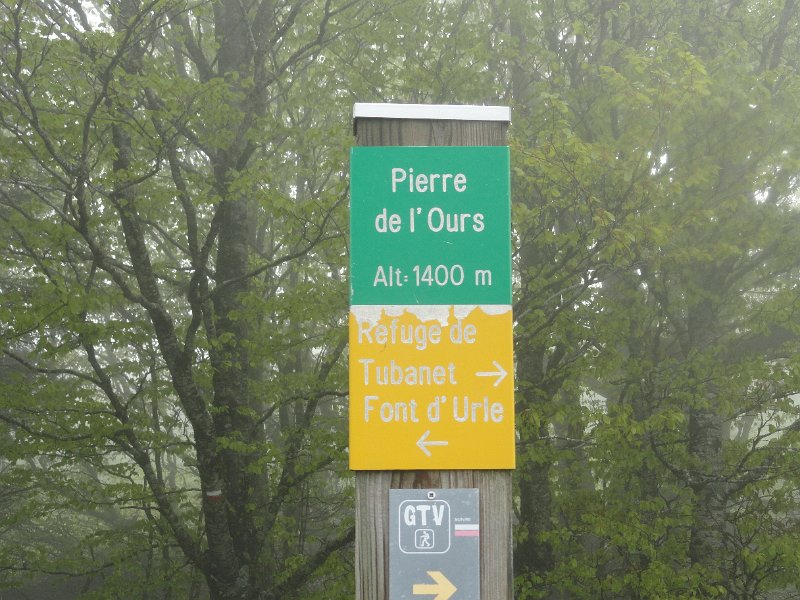 Pierre
de l'Ours
Alt: 1400 m
Refuge de
Tubanet →
Font d'Urle
←
GTV